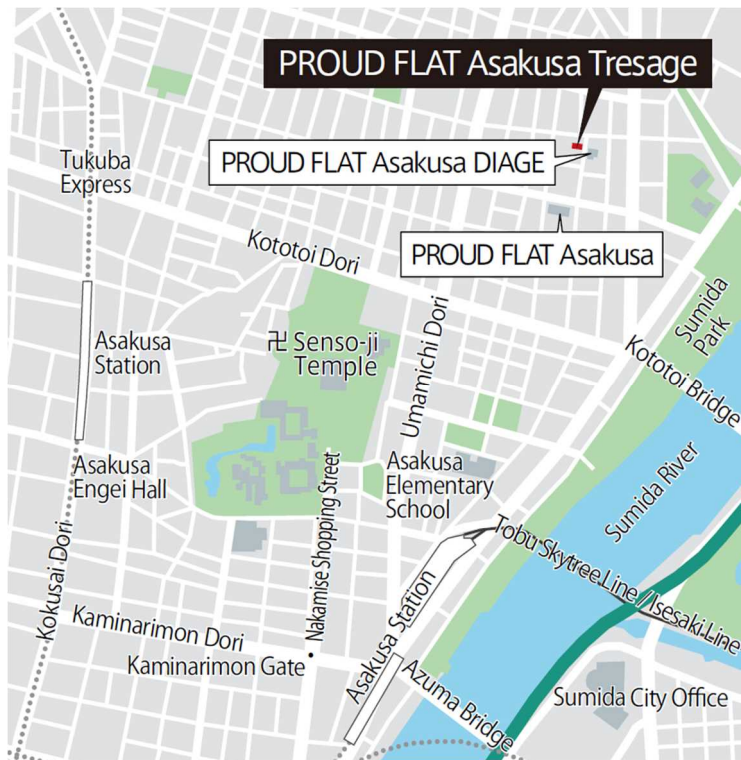 PROUD FLAT Asakusa Tresage
PROUD FLAT Asakusa DIAGE
Tukuba
Express
PROUD FLAT Asakusa
Kototoi Dori
Sumida
Park
Asakusa
Station
卍 Senso-ji
Temple
Umamichi Dori
Kototoi Bridge
Asakusa
Engei Hall
Asakusa
Elementary
School
Sumida River
Nakamise Shopping Street
Tobu Skytree Line / Isesaki Line
Kokusai Dori
Asakusa Station
Kaminarimon Dori
Kaminarimon Gate
Azuma Bridge
Sumida City Office